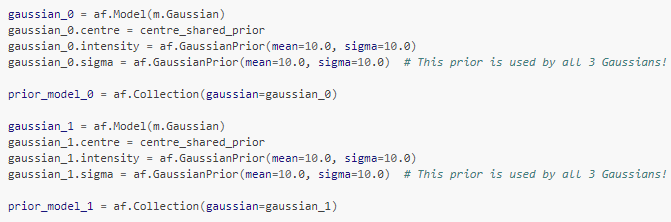 gaussian_0 = af.Model(m.Gaussian)
gaussian_0.centre = centre_shared_prior
gaussian_0.intensity = af.GaussianPrior(mean=10.0, sigma=10.0)
gaussian_0.sigma = af.GaussianPrior(mean=10.0, sigma=10.0)  # This prior is used by all 3 Gaussians!
prior_model_0 = af.Collection(gaussian=gaussian_0)
gaussian_1 = af.Model(m.Gaussian)
gaussian_1.centre = centre_shared_prior
gaussian_1.intensity = af.GaussianPrior(mean=10.0, sigma=10.0)
gaussian_1.sigma = af.GaussianPrior(mean=10.0, sigma=10.0)  # This prior is used by all 3 Gaussians!
prior_model_1 = af.Collection(gaussian=gaussian_1)